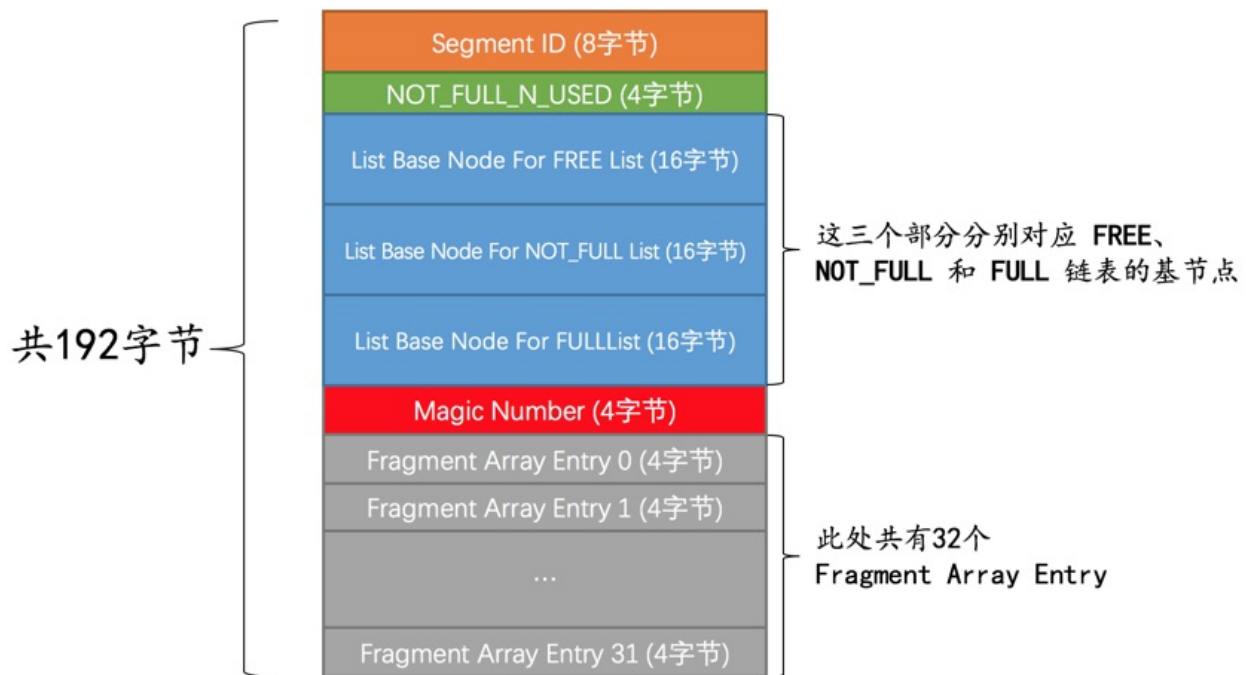 Segment ID (8字节)
NOT_FULL_N_USED (4字节)
List Base Node For FREE List (16字节)
List Base Node For NOT_FULL List (16字节)
List Base Node For FULLList (16字节)
这三个部分分别对应 FREE、
NOT_FULL 和 FULL 链表的基节点
共192字节
Magic Number (4字节)
Fragment Array Entry 0 (4字节)
Fragment Array Entry 1 (4字节)
...
Fragment Array Entry 31 (4字节)
此处共有32个
Fragment Array Entry